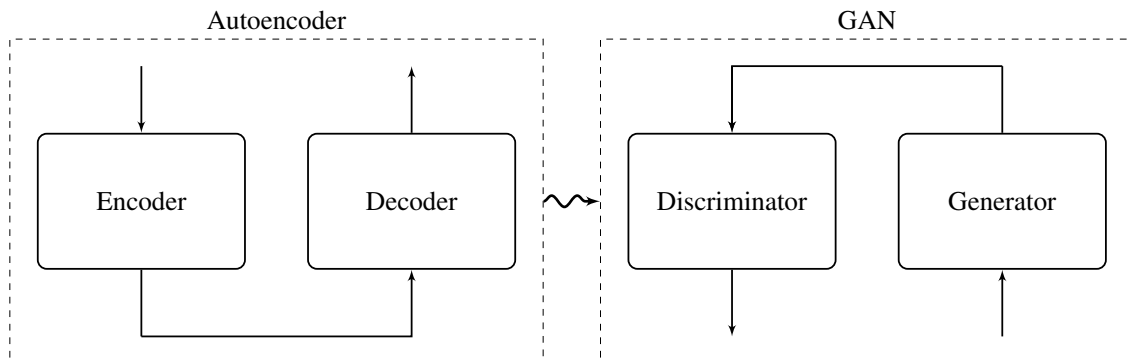 Autoencoder
GAN
Encoder
Decoder
Discriminator
Generator